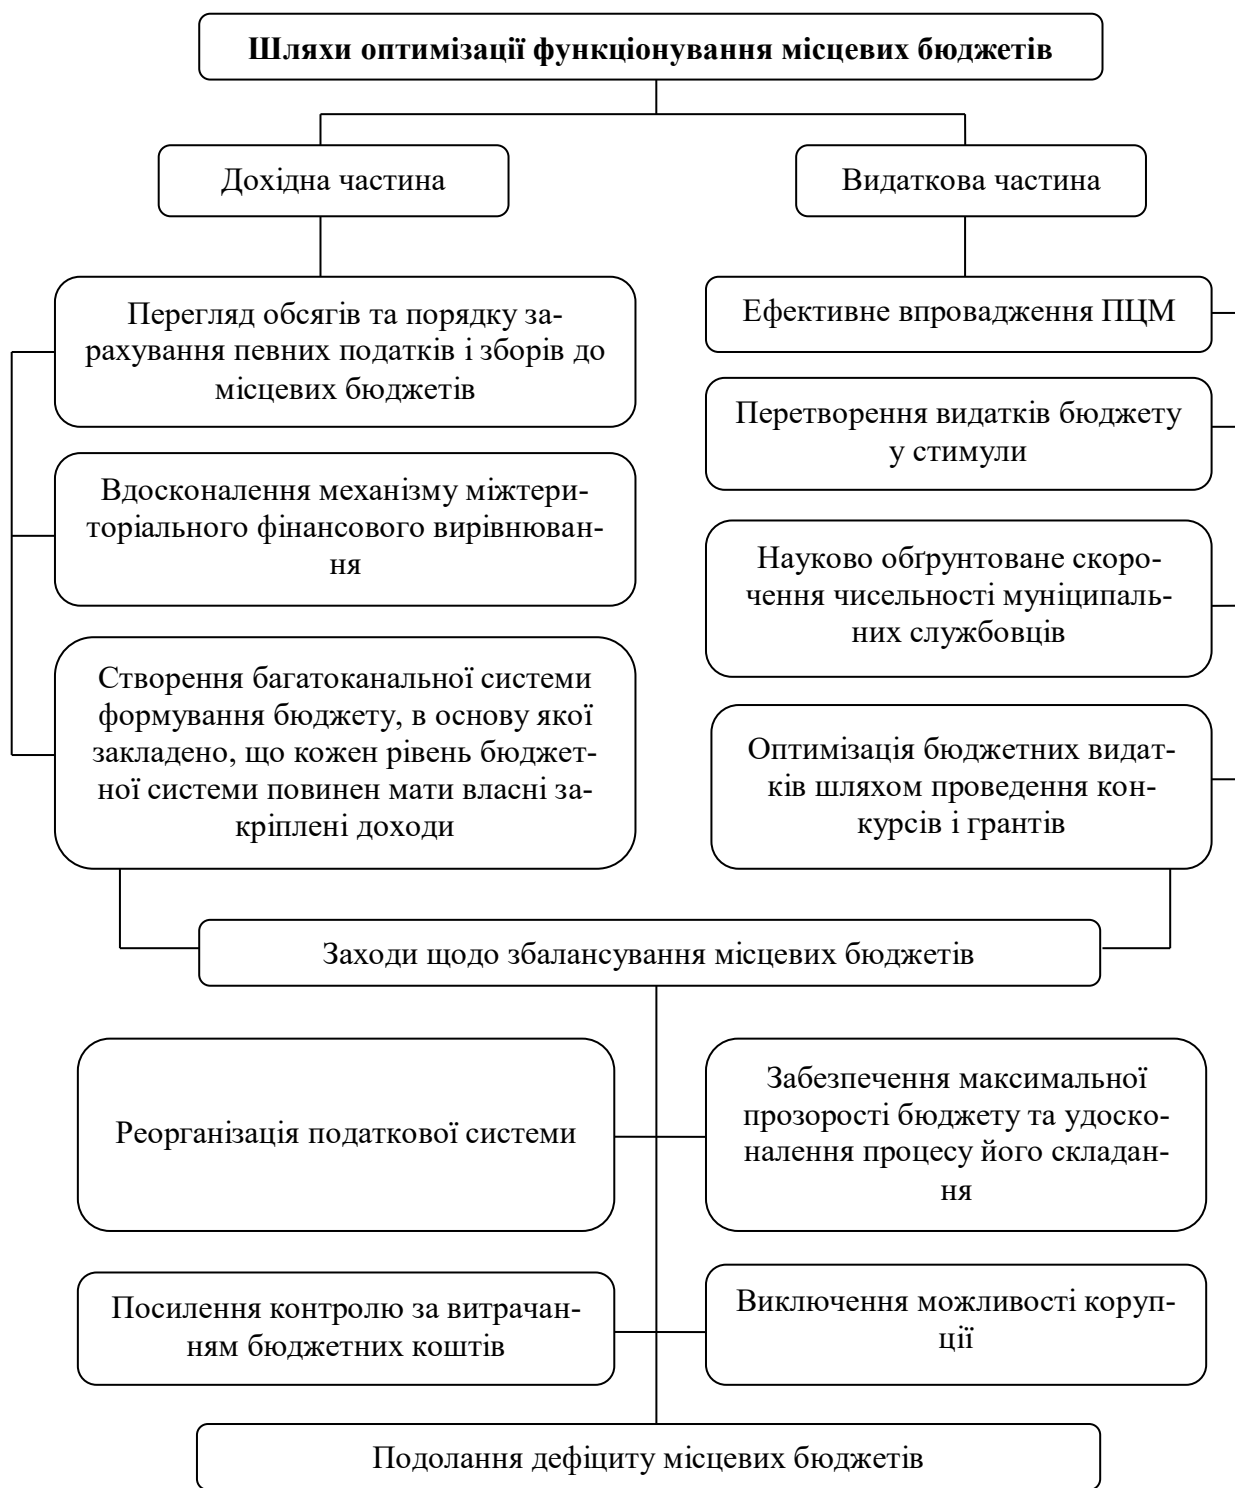 Шляхи оптимізації функціонування місцевих бюджетів
Дохідна частина
Видаткова частина
Перегляд обсягів та порядку за-
рахування певних податків і зборів до
місцевих бюджетів
Вдосконалення механізму міжтери-
торіального фінансового вирівнюван-
ня
Створення багатоканальної системи
формування бюджету, в основу якої
закладено, що кожен рівень бюджет-
ної системи повинен мати власні за-
кріплені доходи
Ефективне впровадження ПЦМ
Перетворення видатків бюджету
у стимули
Науково обґрунтоване скоро-
чення чисельності муніципаль-
них службовців
Оптимізація бюджетних видат-
ків шляхом проведення кон-
курсів і грантів
Заходи щодо збалансування місцевих бюджетів
Реорганізація податкової системи
Забезпечення максимальної
прозорості бюджету та удоско-
налення процесу його складан-
ня
Посилення контролю за витрачан-
ням бюджетних коштів
Виключення можливості коруп-
ції
Подолання дефіциту місцевих бюджетів